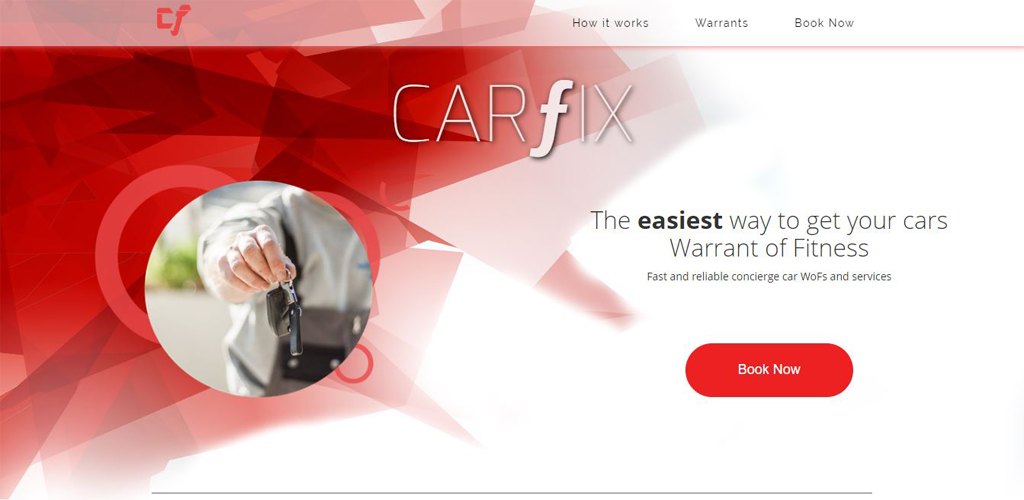 cf
How it works
Warrants
Book Now
CARfIX
The easiest way to get your cars
Warrant of Fitness
Fast and reliable concierge car WoFs and services
Book Now